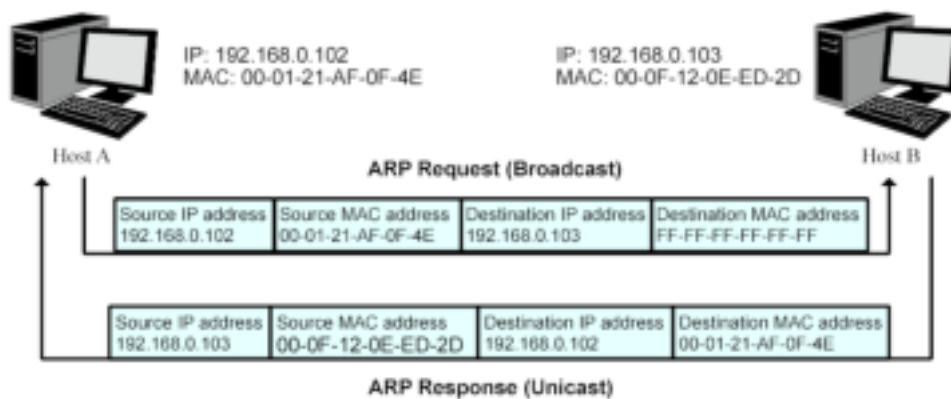 IP: 192.168.0.102
MAC: 00-01-21-AF-0F-4E
IP: 192.168.0.103
MAC: 00-0F-12-0E-ED-2D
Host A
Host B
ARP Request (Broadcast)
Source IP address
192.168.0.102
Source MAC address
00-01-21-AF-0F-4E
Destination IP address
192.168.0.103
Destination MAC address
FF-FF-FF-FF-FF-FF
Source IP address
192.168.0.103
Source MAC address
00-0F-12-0E-ED-2D
Destination IP address
192.168.0.102
Destination MAC address
00-01-21-AF-0F-4E
ARP Response (Unicast)